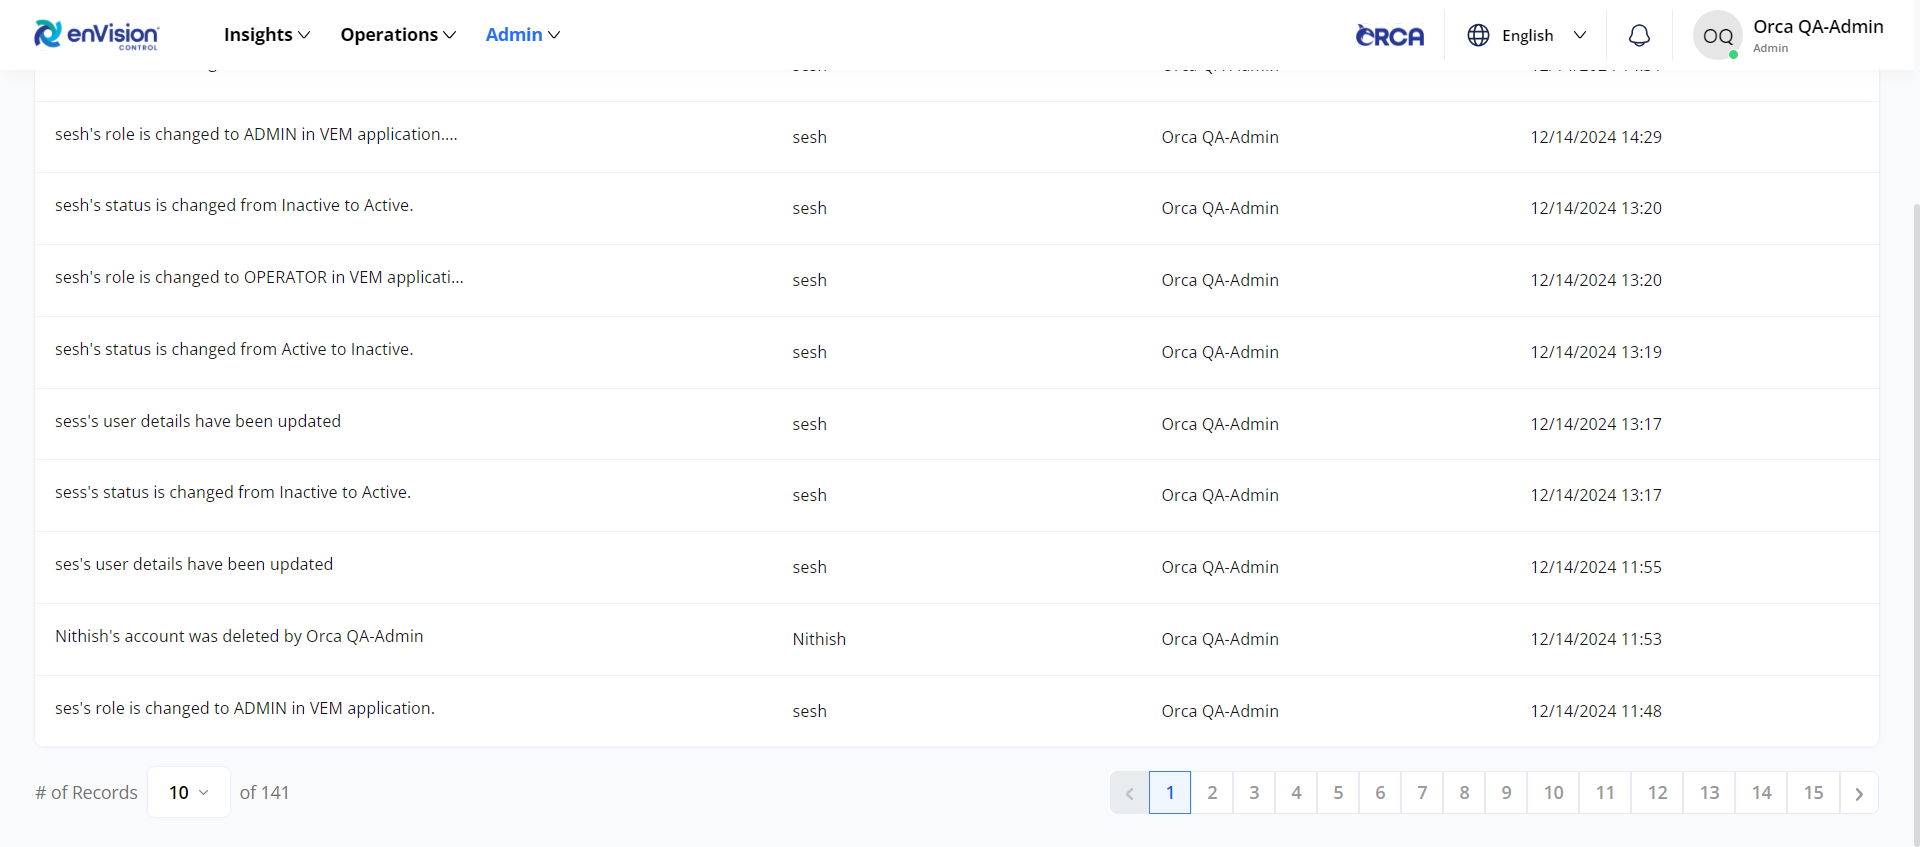 enVision CONTROL Insights Operations Admin ORCA English OQ Orca QA-Admin Admin
sesh's role is changed to ADMIN in VEM application.... sesh Orca QA-Admin 12/14/2024 14:29
sesh's status is changed from Inactive to Active. sesh Orca QA-Admin 12/14/2024 13:20
sesh's role is changed to OPERATOR in VEM applicati... sesh Orca QA-Admin 12/14/2024 13:20
sesh's status is changed from Active to Inactive. sesh Orca QA-Admin 12/14/2024 13:19
sess's user details have been updated sesh Orca QA-Admin 12/14/2024 13:17
sess's status is changed from Inactive to Active. sesh Orca QA-Admin 12/14/2024 13:17
ses's user details have been updated sesh Orca QA-Admin 12/14/2024 11:55
Nithish's account was deleted by Orca QA-Admin Nithish Orca QA-Admin 12/14/2024 11:53
ses's role is changed to ADMIN in VEM application. sesh Orca QA-Admin 12/14/2024 11:48
# of Records 10 of 141 1 2 3 4 5 6 7 8 9 10 11 12 13 14 15